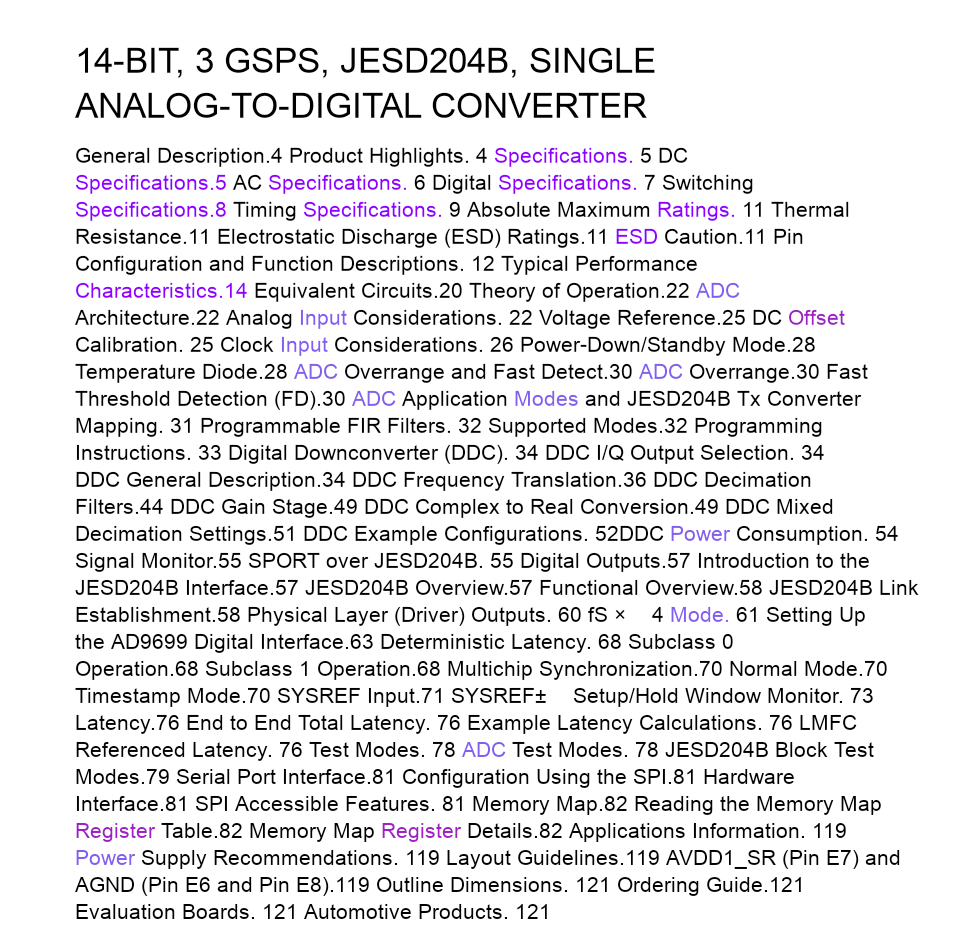 14-BIT, 3 GSPS, JESD204B, SINGLE
ANALOG-TO-DIGITAL CONVERTER
General Description.4 Product Highlights. 4 Specifications. 5 DC
Specifications.5 AC Specifications. 6 Digital Specifications. 7 Switching
Specifications.8 Timing Specifications. 9 Absolute Maximum Ratings. 11 Thermal
Resistance.11 Electrostatic Discharge (ESD) Ratings.11 ESD Caution.11 Pin
Configuration and Function Descriptions. 12 Typical Performance
Characteristics.14 Equivalent Circuits.20 Theory of Operation.22 ADC
Architecture.22 Analog Input Considerations. 22 Voltage Reference.25 DC Offset
Calibration. 25 Clock Input Considerations. 26 Power-Down/Standby Mode.28
Temperature Diode.28 ADC Overrange and Fast Detect.30 ADC Overrange.30 Fast
Threshold Detection (FD).30 ADC Application Modes and JESD204B Tx Converter
Mapping. 31 Programmable FIR Filters. 32 Supported Modes.32 Programming
Instructions. 33 Digital Downconverter (DDC). 34 DDC I/Q Output Selection. 34
DDC General Description.34 DDC Frequency Translation.36 DDC Decimation
Filters.44 DDC Gain Stage.49 DDC Complex to Real Conversion.49 DDC Mixed
Decimation Settings.51 DDC Example Configurations. 52DDC Power Consumption. 54
Signal Monitor.55 SPORT over JESD204B. 55 Digital Outputs.57 Introduction to the
JESD204B Interface.57 JESD204B Overview.57 Functional Overview.58 JESD204B Link
Establishment.58 Physical Layer (Driver) Outputs. 60 fS × 4 Mode. 61 Setting Up
the AD9699 Digital Interface.63 Deterministic Latency. 68 Subclass 0
Operation.68 Subclass 1 Operation.68 Multichip Synchronization.70 Normal Mode.70
Timestamp Mode.70 SYSREF Input.71 SYSREF± Setup/Hold Window Monitor. 73
Latency.76 End to End Total Latency. 76 Example Latency Calculations. 76 LMFC
Referenced Latency. 76 Test Modes. 78 ADC Test Modes. 78 JESD204B Block Test
Modes.79 Serial Port Interface.81 Configuration Using the SPI.81 Hardware
Interface.81 SPI Accessible Features. 81 Memory Map.82 Reading the Memory Map
Register Table.82 Memory Map Register Details.82 Applications Information. 119
Power Supply Recommendations. 119 Layout Guidelines.119 AVDD1_SR (Pin E7) and
AGND (Pin E6 and Pin E8).119 Outline Dimensions. 121 Ordering Guide.121
Evaluation Boards. 121 Automotive Products. 121